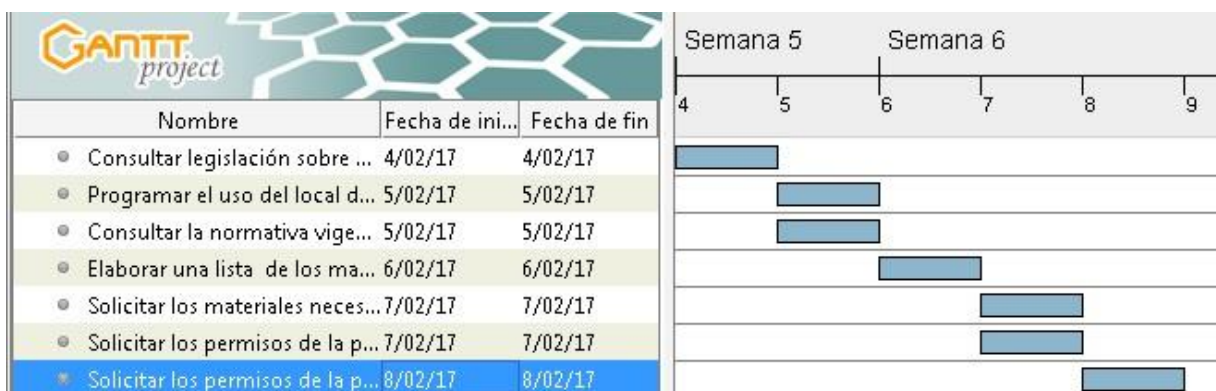 GANTT
project
Semana 5 Semana 6
4 5 6 7 8 9
Nombre Fecha de ini... Fecha de fin
Consultar legislación sobre ... 4/02/17 4/02/17
Programar el uso del local d... 5/02/17 5/02/17
Consultar la normativa vige... 5/02/17 5/02/17
Elaborar una lista de los ma... 6/02/17 6/02/17
Solicitar los materiales neces... 7/02/17 7/02/17
Solicitar los permisos de la p... 7/02/17 7/02/17
Solicitar los permisos de la p... 8/02/17 8/02/17